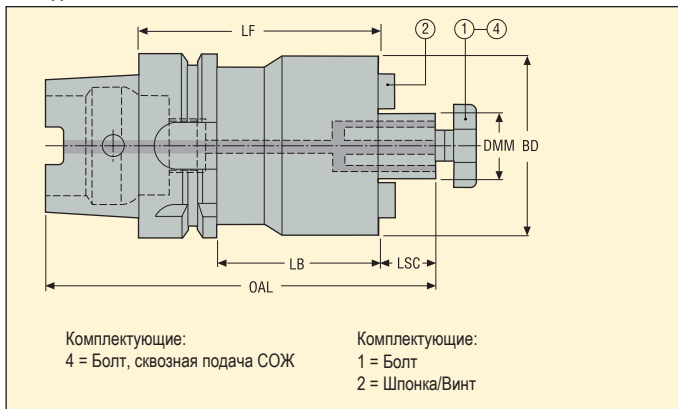 LF
2
1
4
DMM
BD
LB
LSC
OAL
Комплектующие:
4 = Болт, сквозная подача СОЖ
Комплектующие:
1 = Болт
2 = Шпонка/Винт